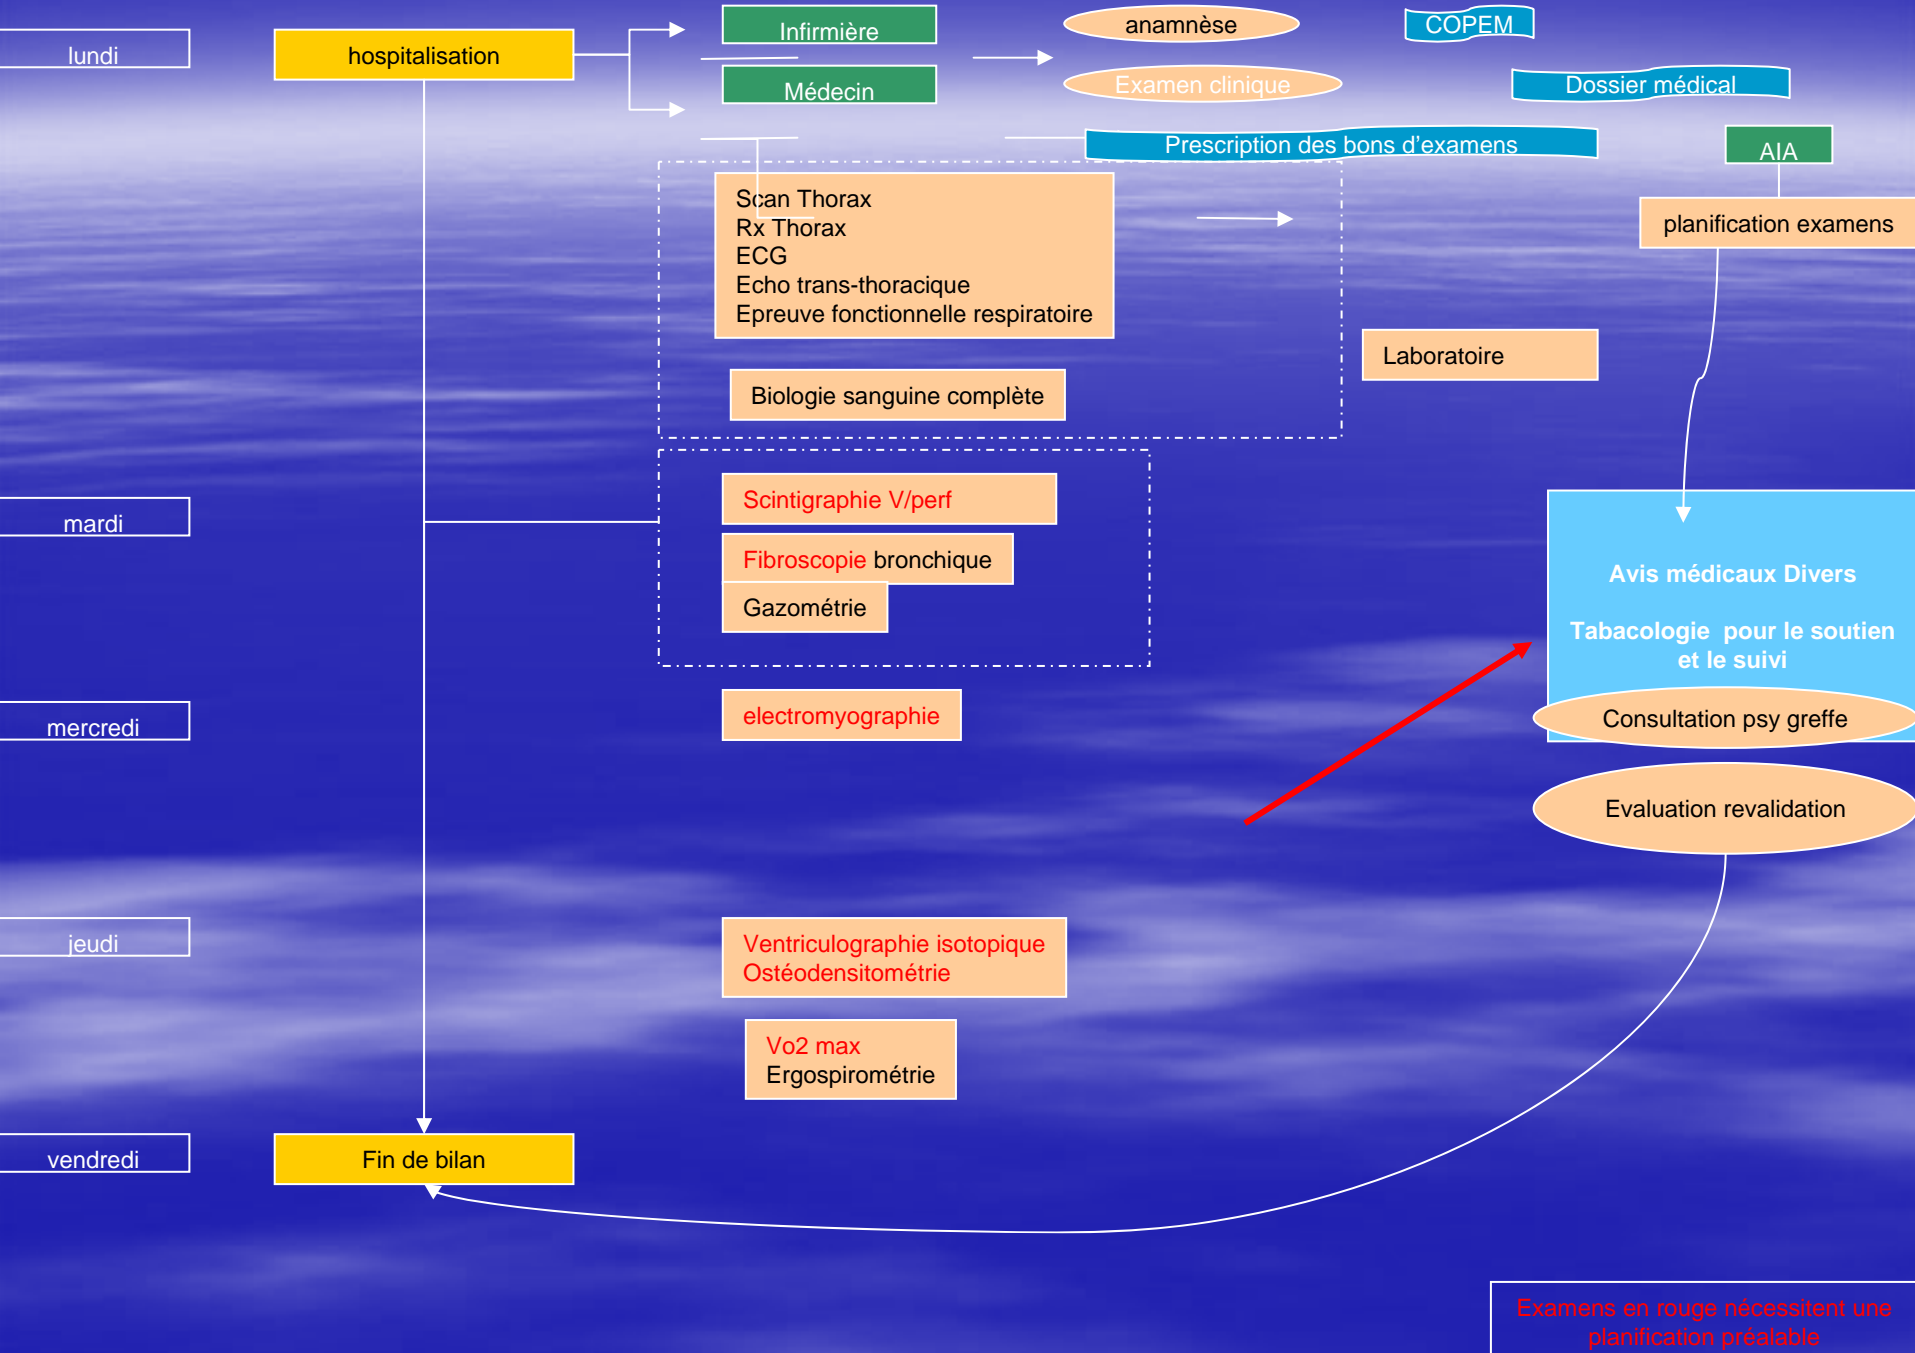 lundi
hospitalisation
Infirmière
anamnèse
COPEM
Médecin
Examen clinique
Dossier médical
Prescription des bons d'examens
AIA
planification examens
Scan Thorax
Rx Thorax
ECG
Echo trans-thoracique
Epreuve fonctionnelle respiratoire
Laboratoire
Biologie sanguine complète
mardi
Scintigraphie V/perf
Fibroscopie bronchique
Gazométrie
Avis médicaux Divers
Tabacologie pour le soutien
et le suivi
mercredi
electromyographie
Consultation psy greffe
Evaluation revalidation
jeudi
Ventriculographie isotopique
Ostéodensitométrie
Vo2 max
Ergospirométrie
vendredi
Fin de bilan
Examens en rouge nécessitent une
planification préalable